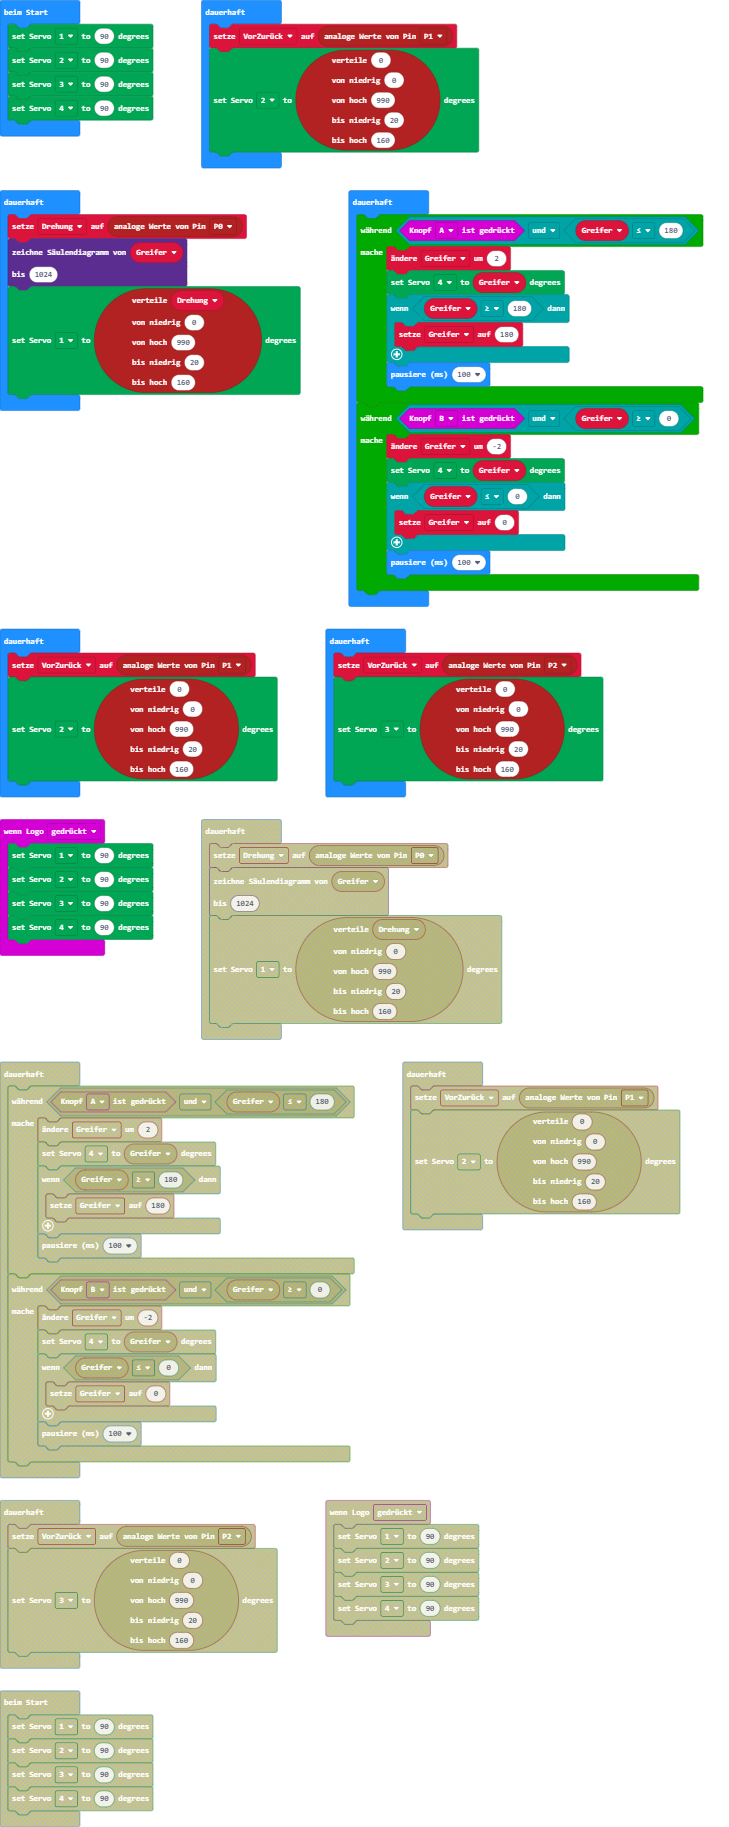 beim Start
set Servo 1 to 90 degrees
set Servo 2 to 90 degrees
set Servo 3 to 90 degrees
set Servo 4 to 90 degrees
dauerhaft
setze VorZurück auf analoge Werte von Pin P1
verteile 0
von niedrig 0
set Servo 2 to von hoch 990 degrees
bis niedrig 20
bis hoch 160
dauerhaft
setze Drehung auf analoge Werte von Pin P0
zeichne Säulendiagramm von Greifer
bis 1024
verteile Drehung
von niedrig 0
set Servo 1 to von hoch 990 degrees
bis niedrig 20
bis hoch 160
dauerhaft
während Knopf A ist gedrückt und Greifer ≤ 180
mache ändere Greifer um 2
set Servo 4 to Greifer degrees
wenn Greifer ≥ 180 dann
setze Greifer auf 180
pausiere (ms) 100
während Knopf B ist gedrückt und Greifer ≥ 0
mache ändere Greifer um -2
set Servo 4 to Greifer degrees
wenn Greifer ≤ 0 dann
setze Greifer auf 0
pausiere (ms) 100
dauerhaft
setze VorZurück auf analoge Werte von Pin P1
verteile 0
von niedrig 0
set Servo 2 to von hoch 990 degrees
bis niedrig 20
bis hoch 160
dauerhaft
setze VorZurück auf analoge Werte von Pin P2
verteile 0
von niedrig 0
set Servo 3 to von hoch 990 degrees
bis niedrig 20
bis hoch 160
wenn Logo gedrückt
set Servo 1 to 90 degrees
set Servo 2 to 90 degrees
set Servo 3 to 90 degrees
set Servo 4 to 90 degrees
dauerhaft
setze Drehung auf analoge Werte von Pin P0
zeichne Säulendiagramm von Greifer
bis 1024
verteile Drehung
von niedrig 0
set Servo 1 to von hoch 990 degrees
bis niedrig 20
bis hoch 160
dauerhaft
während Knopf A ist gedrückt und Greifer ≤ 180
mache ändere Greifer um 2
set Servo 4 to Greifer degrees
wenn Greifer ≥ 180 dann
setze Greifer auf 180
pausiere (ms) 100
während Knopf B ist gedrückt und Greifer ≥ 0
mache ändere Greifer um -2
set Servo 4 to Greifer degrees
wenn Greifer ≤ 0 dann
setze Greifer auf 0
pausiere (ms) 100
dauerhaft
setze VorZurück auf analoge Werte von Pin P1
verteile 0
von niedrig 0
set Servo 2 to von hoch 990 degrees
bis niedrig 20
bis hoch 160
dauerhaft
setze VorZurück auf analoge Werte von Pin P2
verteile 0
von niedrig 0
set Servo 3 to von hoch 990 degrees
bis niedrig 20
bis hoch 160
wenn Logo gedrückt
set Servo 1 to 90 degrees
set Servo 2 to 90 degrees
set Servo 3 to 90 degrees
set Servo 4 to 90 degrees
beim Start
set Servo 1 to 90 degrees
set Servo 2 to 90 degrees
set Servo 3 to 90 degrees
set Servo 4 to 90 degrees